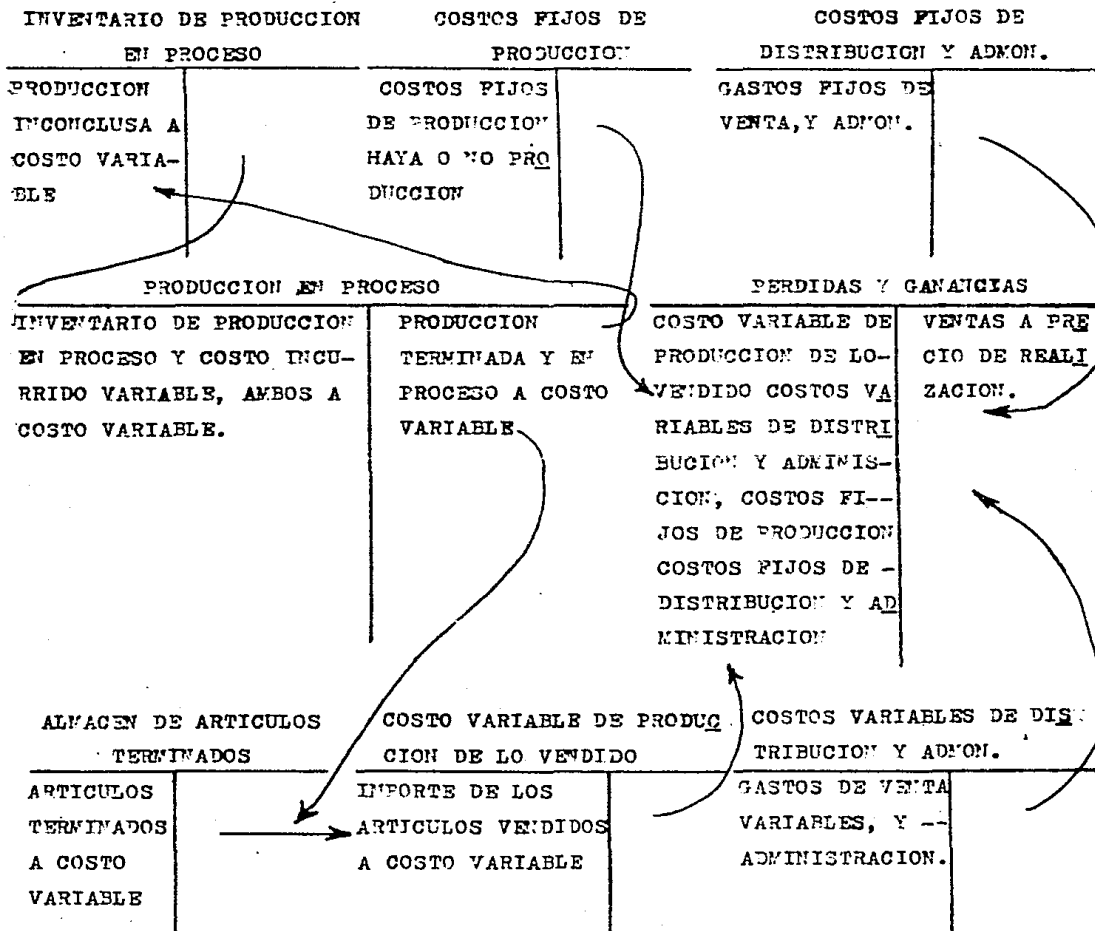 INVENTARIO DE PRODUCCION
EN PROCESO
PRODUCCION
INCONCLUSA A
COSTO VARIA-
BLE
COSTOS FIJOS DE
PRODUCCION
COSTOS FIJOS
DE PRODUCCION
HAYA O NO PRO
DUCCION
COSTOS FIJOS DE
DISTRIBUCION Y ADMON.
GASTOS FIJOS DE
VENTA, Y ADMON.
PRODUCCION EN PROCESO
INVENTARIO DE PRODUCCION
EN PROCESO Y COSTO INCU-
RRIDO VARIABLE, AMBOS A
COSTO VARIABLE.
PRODUCCION
TERMINADA Y EN
PROCESO A COSTO
VARIABLE
PERDIDAS Y GANANCIAS
COSTO VARIABLE DE
PRODUCCION DE LO-
VENDIDO COSTOS VA
RIABLES DE DISTRI
BUCION Y ADMINIS-
CION, COSTOS FI--
JOS DE PRODUCCION
COSTOS FIJOS DE -
DISTRIBUCION Y AD
MINISTRACION
VENTAS A PRE
CIO DE REALI
ZACION.
ALMACEN DE ARTICULOS
TERMINADOS
ARTICULOS
TERMINADOS
A COSTO
VARIABLE
COSTO VARIABLE DE PRODUC
CION DE LO VENDIDO
IMPORTE DE LOS
ARTICULOS VENDIDOS
A COSTO VARIABLE
COSTOS VARIABLES DE DIS
TRIBUCION Y ADMON.
GASTOS DE VENTA
VARIABLES, Y --
ADMINISTRACION.